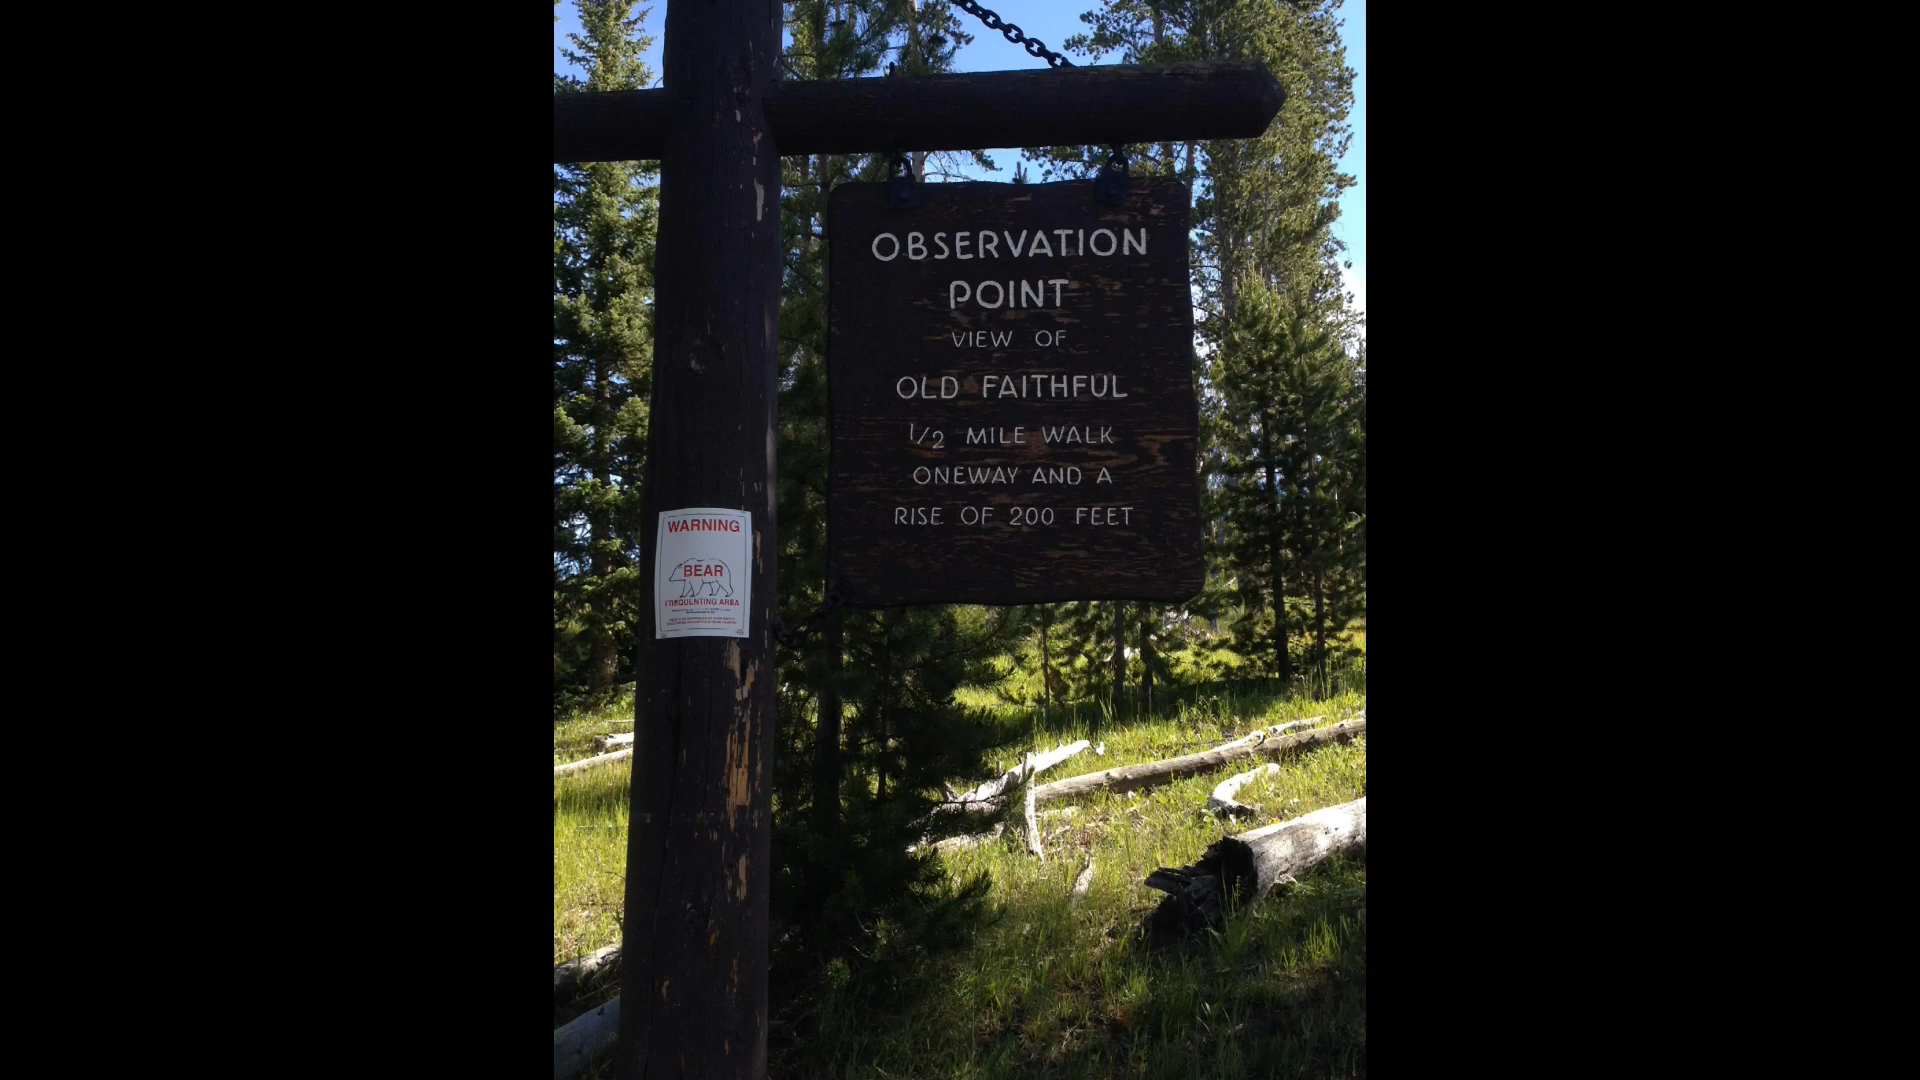 OBSERVATION
POINT
VIEW OF
OLD FAITHFUL
1/2 MILE WALK
ONEWAY AND A
RISE OF 200 FEET
WARNING
BEAR
FREQUENTING AREA